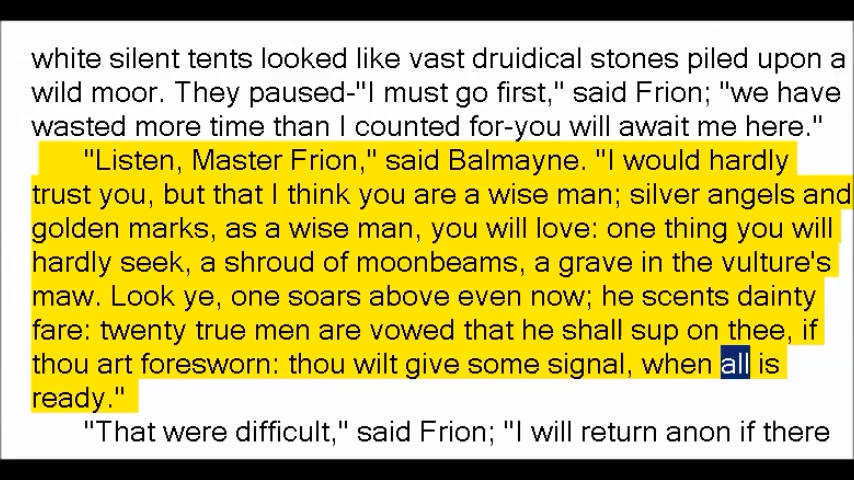 white silent tents looked like vast druidical stones piled upon a
wild moor. They paused-"I must go first," said Frion; "we have
wasted more time than I counted for-you will await me here."
"Listen, Master Frion," said Balmayne. "I would hardly
trust you, but that I think you are a wise man; silver angels and
golden marks, as a wise man, you will love: one thing you will
hardly seek, a shroud of moonbeams, a grave in the vulture's
maw. Look ye, one soars above even now; he scents dainty
fare: twenty true men are vowed that he shall sup on thee, if
thou art foresworn: thou wilt give some signal, when all is
ready."
"That were difficult," said Frion; "I will return anon if there